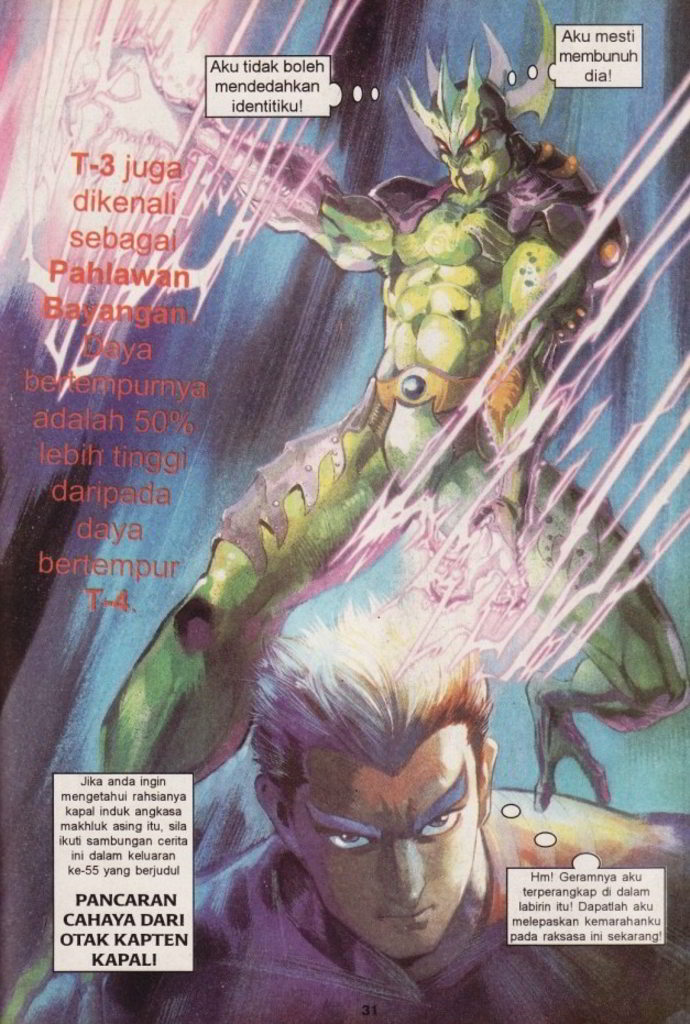 Aku tidak boleh
mendedahkan
identitiku!
Aku mesti
membunuh
dia!
T-3 juga
dikenali
sebagai
Pahlawan
Bayangan.
Daya
bertempurnya
adalah 50%
lebih tinggi
daripada
daya
bertempur
T-4.
Jika anda ingin
mengetahui rahsianya
kapal induk angkasa
makhluk asing itu, sila
ikuti sambungan cerita
ini dalam keluaran
ke-55 yang berjudul
PANCARAN
CAHAYA DARI
OTAK KAPTEN
KAPAL!
Hm! Geramnya aku
terperangkap di dalam
labirin itu! Dapatlah aku
melepaskan kemarahanku
pada raksasa ini sekarang!
31